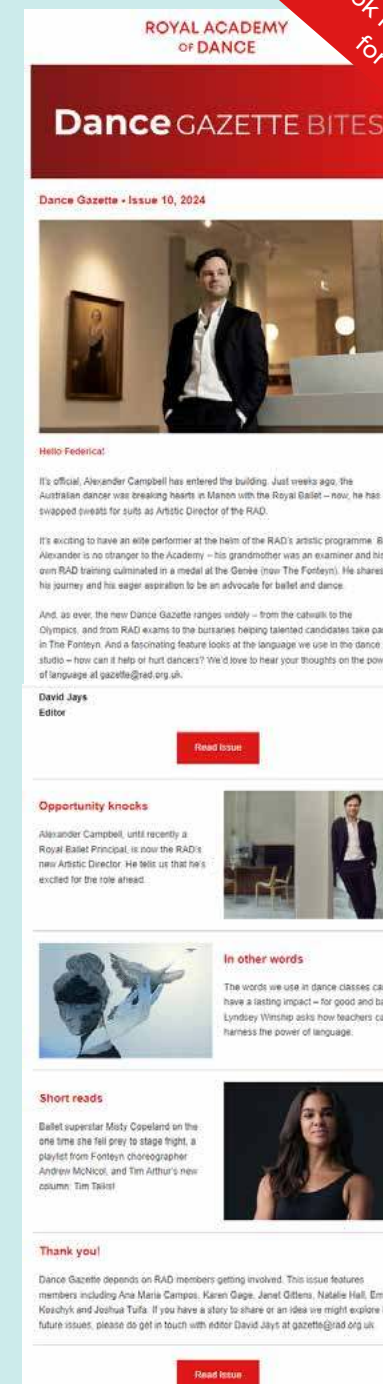 ok
for
ROYAL ACADEMY
OF DANCE
Dance GAZETTE BITES
Dance Gazette • Issue 10, 2024
Hello Federica!
It's official, Alexander Campbell has entered the building. Just weeks ago, the
Australian dancer was breaking hearts in Manon with the Royal Ballet – now, he has
swapped sweats for suits as Artistic Director of the RAD.
It's exciting to have an elite performer at the helm of the RAD's artistic programme. B
Alexander is no stranger to the Academy – his grandmother was an examiner and his
own RAD training culminated in a medal at the Genée (now The Fonteyn). He shares
his journey and his eager aspiration to be an advocate for ballet and dance.
And, as ever, the new Dance Gazette ranges widely – from the catwalk to the
Olympics, and from RAD exams to the bursaries helping talented candidates take pa
in The Fonteyn. And a fascinating feature looks at the language we use in the dance
studio – how can it help or hurt dancers? We'd love to hear your thoughts on the pow
of language at gazette@rad.org.uk.
David Jays
Editor
Read Issue
Opportunity knocks
Alexander Campbell, until recently a
Royal Ballet Principal, is now the RAD's
new Artistic Director. He tells us that he's
excited for the role ahead.
In other words
The words we use in dance classes ca
have a lasting impact – for good and ba
Lyndsey Winship asks how teachers ca
harness the power of language.
Short reads
Ballet superstar Misty Copeland on the
one time she fell prey to stage fright, a
playlist from Fonteyn choreographer
Andrew McNicol, and Tim Arthur's new
column: Tim Talks!
Thank you!
Dance Gazette depends on RAD members getting involved. This issue features
members including Ana Maria Campos, Karen Gage, Janet Gittens, Natalie Hall, Em
Koschyk and Joshua Tuifa. If you have a story to share or an idea we might explore
future issues, please do get in touch with editor David Jays at gazette@rad.org.uk
Read Issue